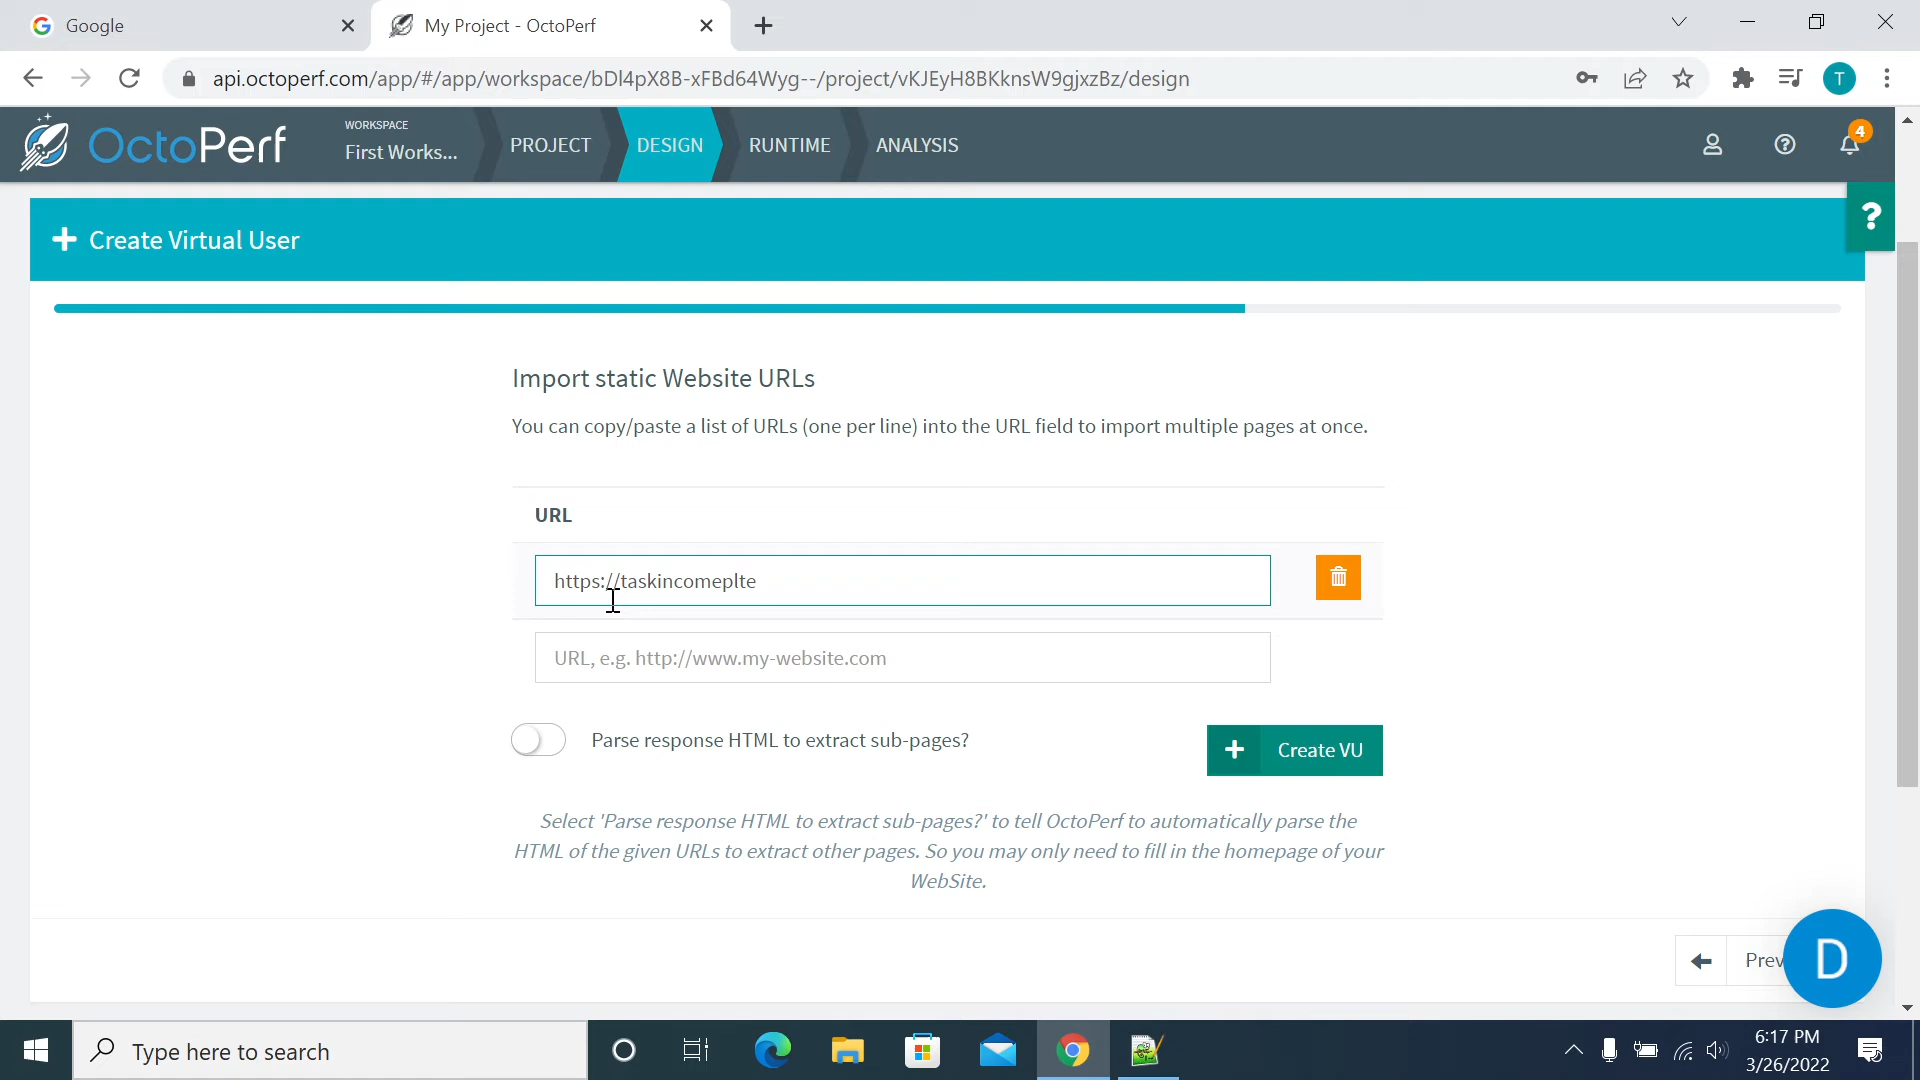 Google
My Project - OctoPerf
api.octoperf.com/app/#/app/workspace/bDl4pX8B-xFBd64Wyg--/project/vKJEyH8BKknsW9gjxzBz/design
T
OctoPerf
WORKSPACE
First Works...
PROJECT
DESIGN
RUNTIME
ANALYSIS
4
?
Create Virtual User
Import static Website URLs
You can copy/paste a list of URLs (one per line) into the URL field to import multiple pages at once.
URL
https://taskincomeplte
URL, e.g. http://www.my-website.com
Parse response HTML to extract sub-pages?
Create VU
Select 'Parse response HTML to extract sub-pages?' to tell OctoPerf to automatically parse the
HTML of the given URLs to extract other pages. So you may only need to fill in the homepage of your
WebSite.
Prev
D
Type here to search
6:17 PM
3/26/2022